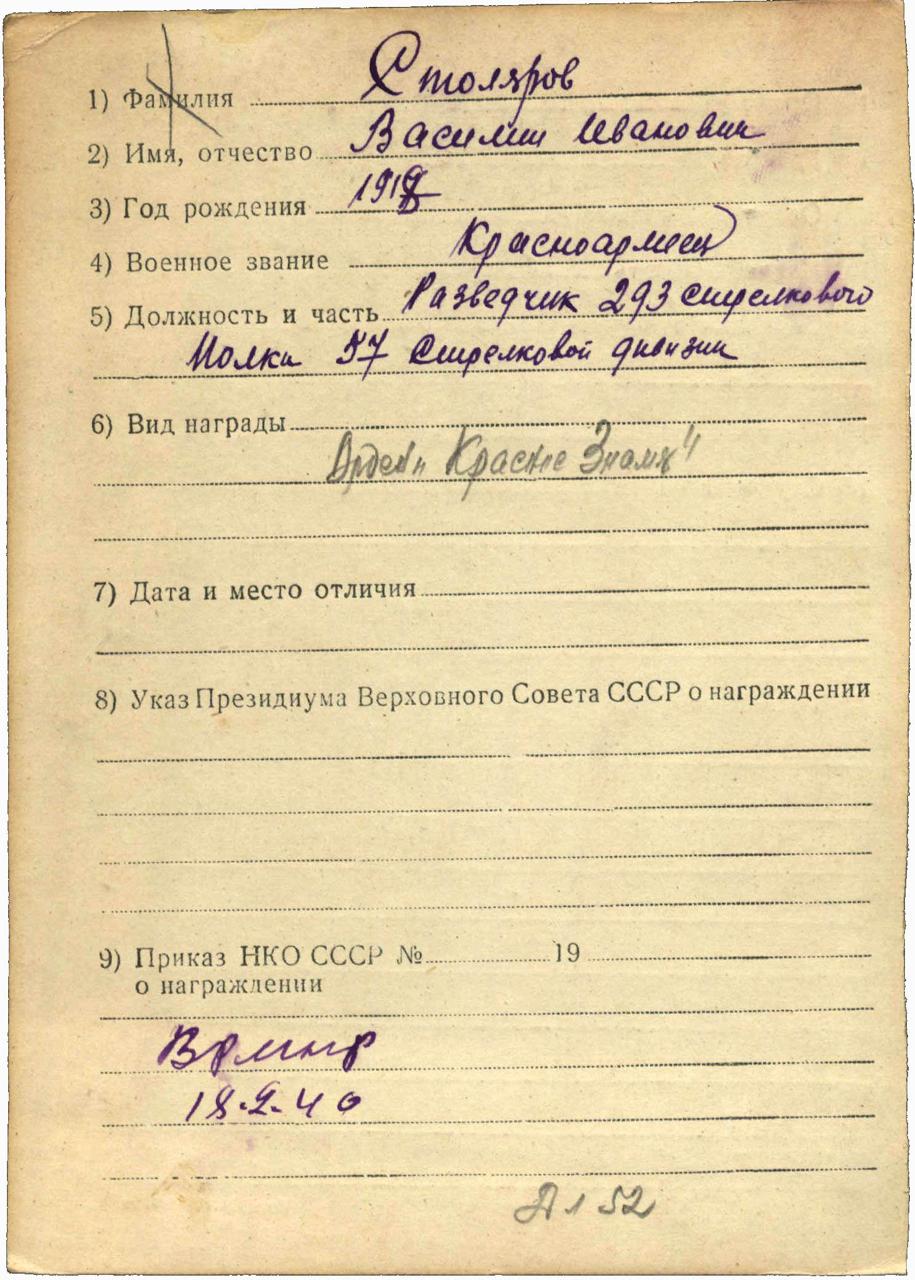 1) Фамилия Столяров
2) Имя, отчество Василий Иванович
3) Год рождения
4) Военное звание Красноармеец
5) Должность и часть Разведчик 293 стрелкового
Полка 57 Стрелковой дивизии
6) Вид награды
Орден Красное Знамя"
7) Дата и место отличия
8) Указ Президиума Верховного Совета СССР о награждении
9) Приказ НКО СССР № 19
о награждении
18.2.40
52